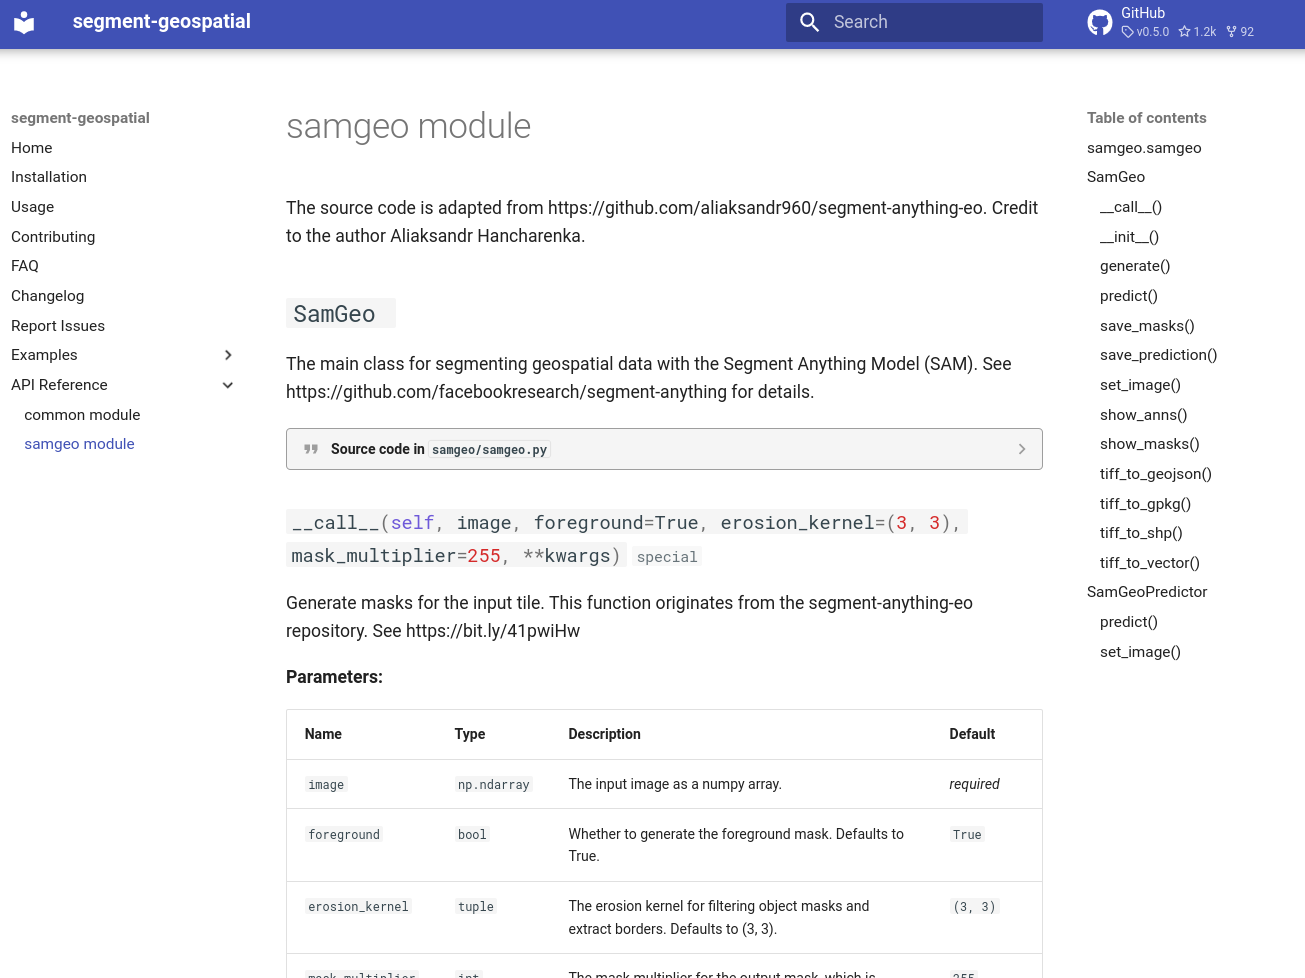 segment-geospatial
Search
GitHub
v0.5.0 1.2k 92
segment-geospatial
Home
Installation
Usage
Contributing
FAQ
Changelog
Report Issues
Examples
API Reference
common module
samgeo module
samgeo module
The source code is adapted from https://github.com/aliaksandr960/segment-anything-eo. Credit
to the author Aliaksandr Hancharenka.
SamGeo
The main class for segmenting geospatial data with the Segment Anything Model (SAM). See
https://github.com/facebookresearch/segment-anything for details.
Source code in samgeo/samgeo.py
__call__(self, image, foreground=True, erosion_kernel=(3, 3),
mask_multiplier=255, **kwargs) special
Generate masks for the input tile. This function originates from the segment-anything-eo
repository. See https://bit.ly/41pwiHw
Parameters:
Name Type Description Default
image np.ndarray The input image as a numpy array. required
foreground bool Whether to generate the foreground mask. Defaults to True
True.
erosion_kernel tuple The erosion kernel for filtering object masks and (3, 3)
extract borders. Defaults to (3, 3).
mask_multiplier int The mask multiplier for the output mask, which is 255
Table of contents
samgeo.samgeo
SamGeo
__call__()
__init__()
generate()
predict()
save_masks()
save_prediction()
set_image()
show_anns()
show_masks()
tiff_to_geojson()
tiff_to_gpkg()
tiff_to_shp()
tiff_to_vector()
SamGeoPredictor
predict()
set_image()